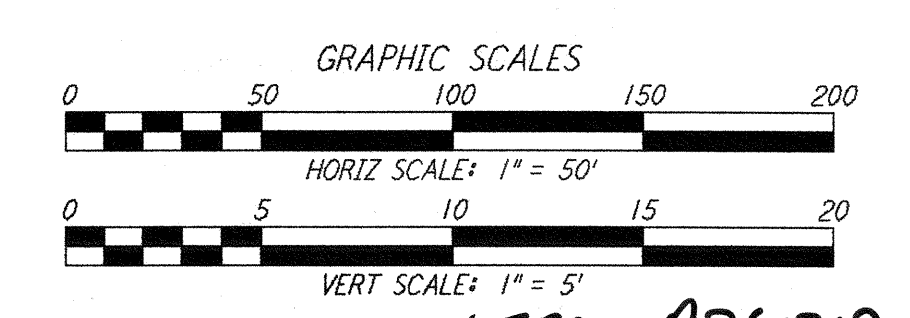 GRAPHIC SCALES
0 50 100 150 200
HORIZ SCALE: 1" = 50'
0 5 10 15 20
VERT SCALE: 1" = 5'